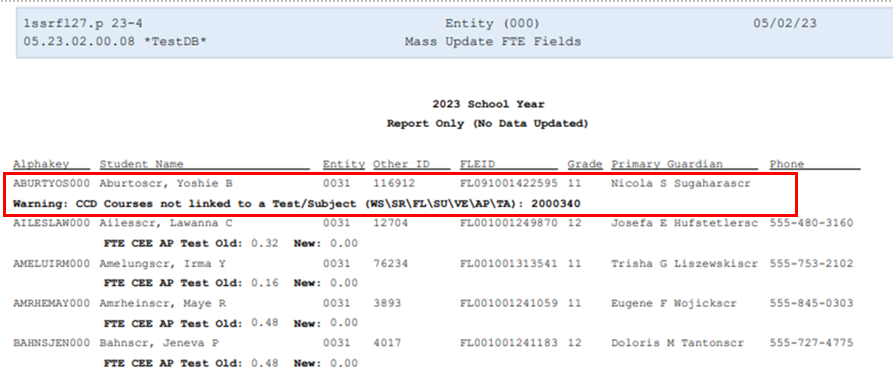 1ssrfl27.p 23-4 Entity (000) 05/02/23
05.23.02.00.08 *TestDB* Mass Update FTE Fields
2023 School Year
Report Only (No Data Updated)
Alphakey Student Name Entity Other ID FLEID Grade Primary Guardian Phone
ABURTYOS000 Aburtoscr, Yoshie B 0031 116912 FL091001422595 11 Nicola S Sugaharascr
Warning: CCD Courses not linked to a Test/Subject (WS\SR\FL\SU\VE\AP\TA): 2000340
AILESLAW000 Ailesscr, Lawanna C 0031 12704 FL001001249870 12 Josefa E Hufstetlersc 555-480-3160
FTE CEE AP Test Old: 0.32 New: 0.00
AMELUIRM000 Amelungscr, Irma Y 0031 76234 FL001001313541 11 Trisha G Liszewskiscr 555-753-2102
FTE CEE AP Test Old: 0.16 New: 0.00
AMRHEMAY000 Amrheinscr, Maye R 0031 3893 FL001001241059 11 Eugene F Wojickscr 555-845-0303
FTE CEE AP Test Old: 0.48 New: 0.00
BAHNSJEN000 Bahnscr, Jeneva P 0031 4017 FL001001241183 12 Doloris M Tantonscr 555-727-4775
FTE CEE AP Test Old: 0.48 New: 0.00